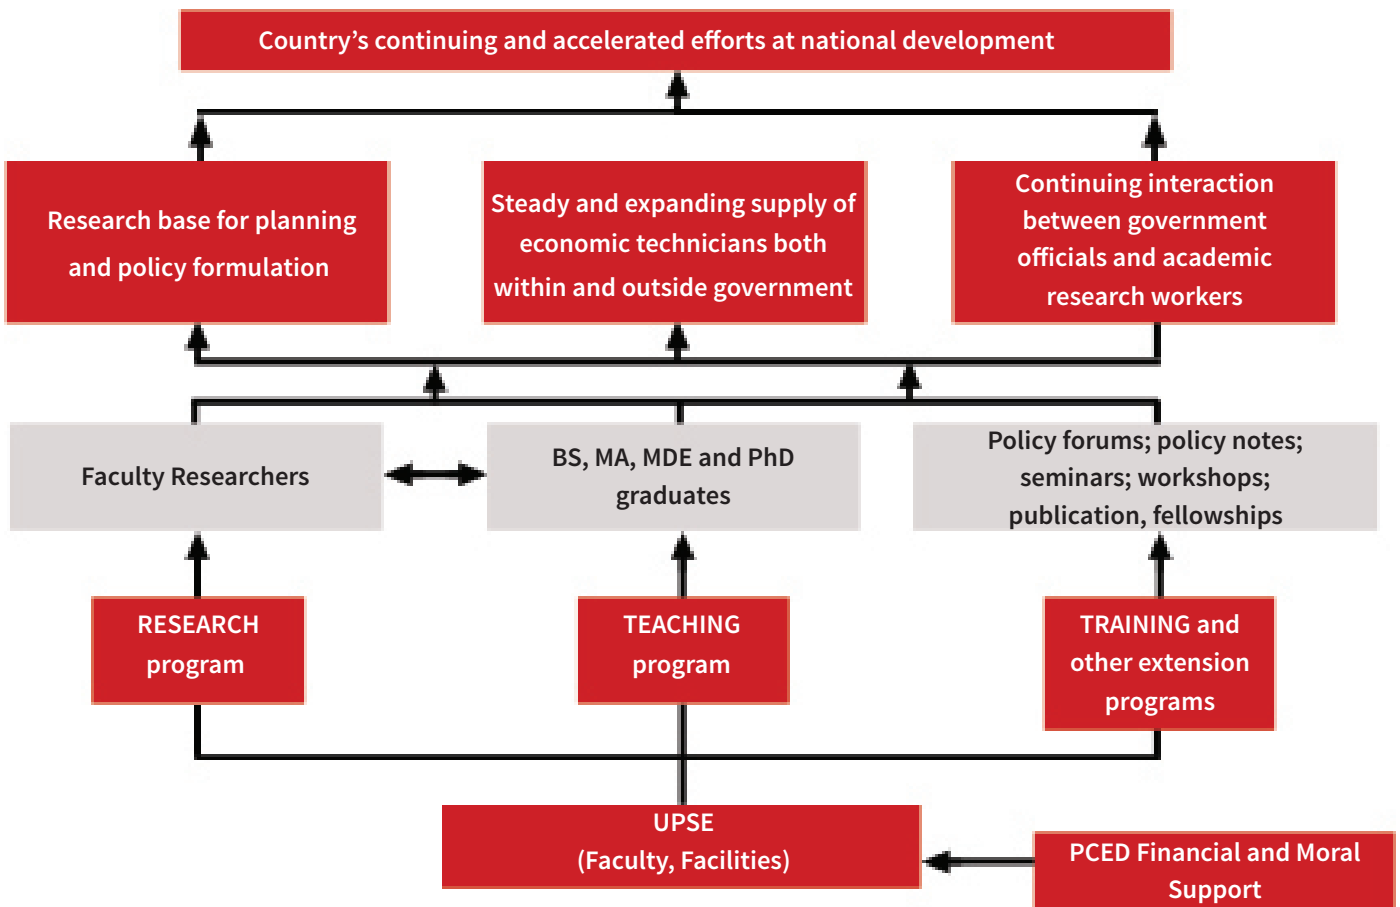 Country’s continuing and accelerated efforts at national development
Research base for planning
and policy formulation
Steady and expanding supply of
economic technicians both
within and outside government
Continuing interaction
between government
officials and academic
research workers
Faculty Researchers
BS, MA, MDE and PhD
graduates
Policy forums; policy notes;
seminars; workshops;
publication, fellowships
RESEARCH
program
TEACHING
program
TRAINING and
other extension
programs
UPSE
(Faculty, Facilities)
PCED Financial and Moral
Support